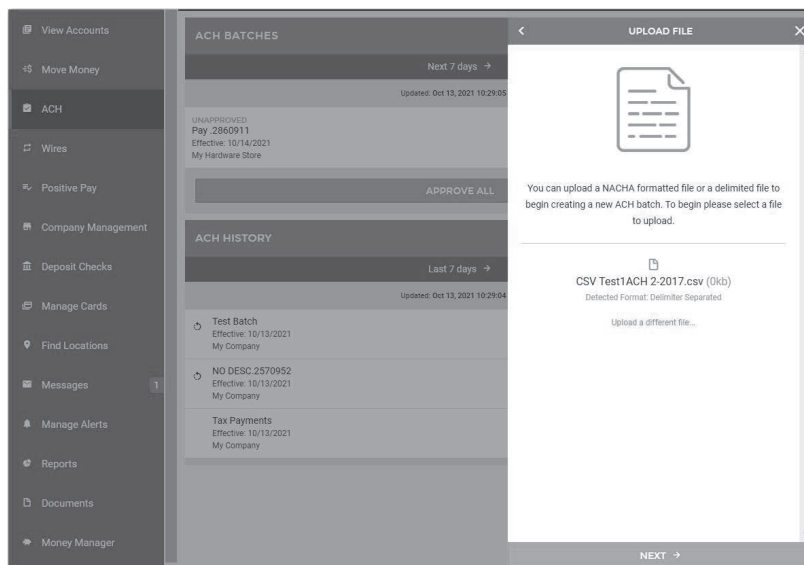 View Accounts
Move Money
ACH
Wires
Positive Pay
Company Management
Deposit Checks
Manage Cards
Find Locations
Messages 1
Manage Alerts
Reports
Documents
Money Manager
ACH BATCHES
Next 7 days →
Updated: Oct 13, 2021 10:29:05
UNAPPROVED
Pay .2860911
Effective: 10/14/2021
My Hardware Store
APPROVE ALL
ACH HISTORY
Last 7 days →
Updated: Oct 13, 2021 10:29:04
Test Batch
Effective: 10/13/2021
My Company
NO DESC.2570952
Effective: 10/13/2021
My Company
Tax Payments
Effective: 10/13/2021
My Company
UPLOAD FILE
You can upload a NACHA formatted file or a delimited file to
begin creating a new ACH batch. To begin please select a file
to upload.
CSV Test1ACH 2-2017.csv (0kb)
Detected Format: Delimiter Separated
Upload a different file...
NEXT →